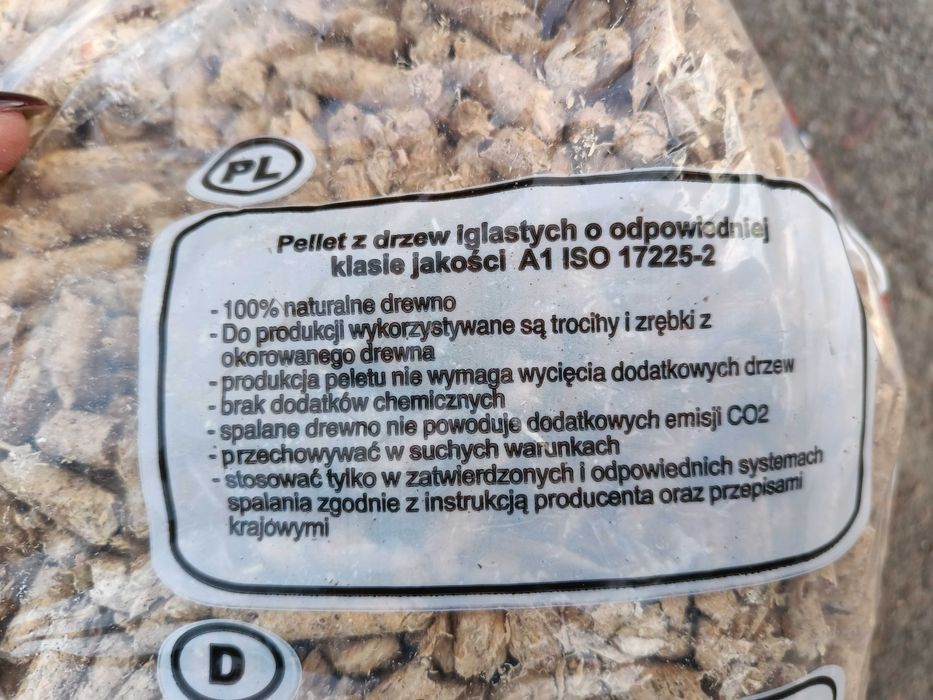 PL
Pellet z drzew iglastych o odpowiedniej
klasie jakości A1 ISO 17225-2
- 100% naturalne drewno
- Do produkcji wykorzystywane są trocihy i zrębki z
okorowanego drewna
- produkcja peletu nie wymaga wycięcia dodatkowych drzew
- brak dodatków chemicznych
- spalane drewno nie powoduje dodatkowych emisji CO2
- przechowywać w suchych warunkach
- stosować tylko w zatwierdzonych i odpowiednich systemach
spalania zgodnie z instrukcją producenta oraz przepisami
krajówymi
D